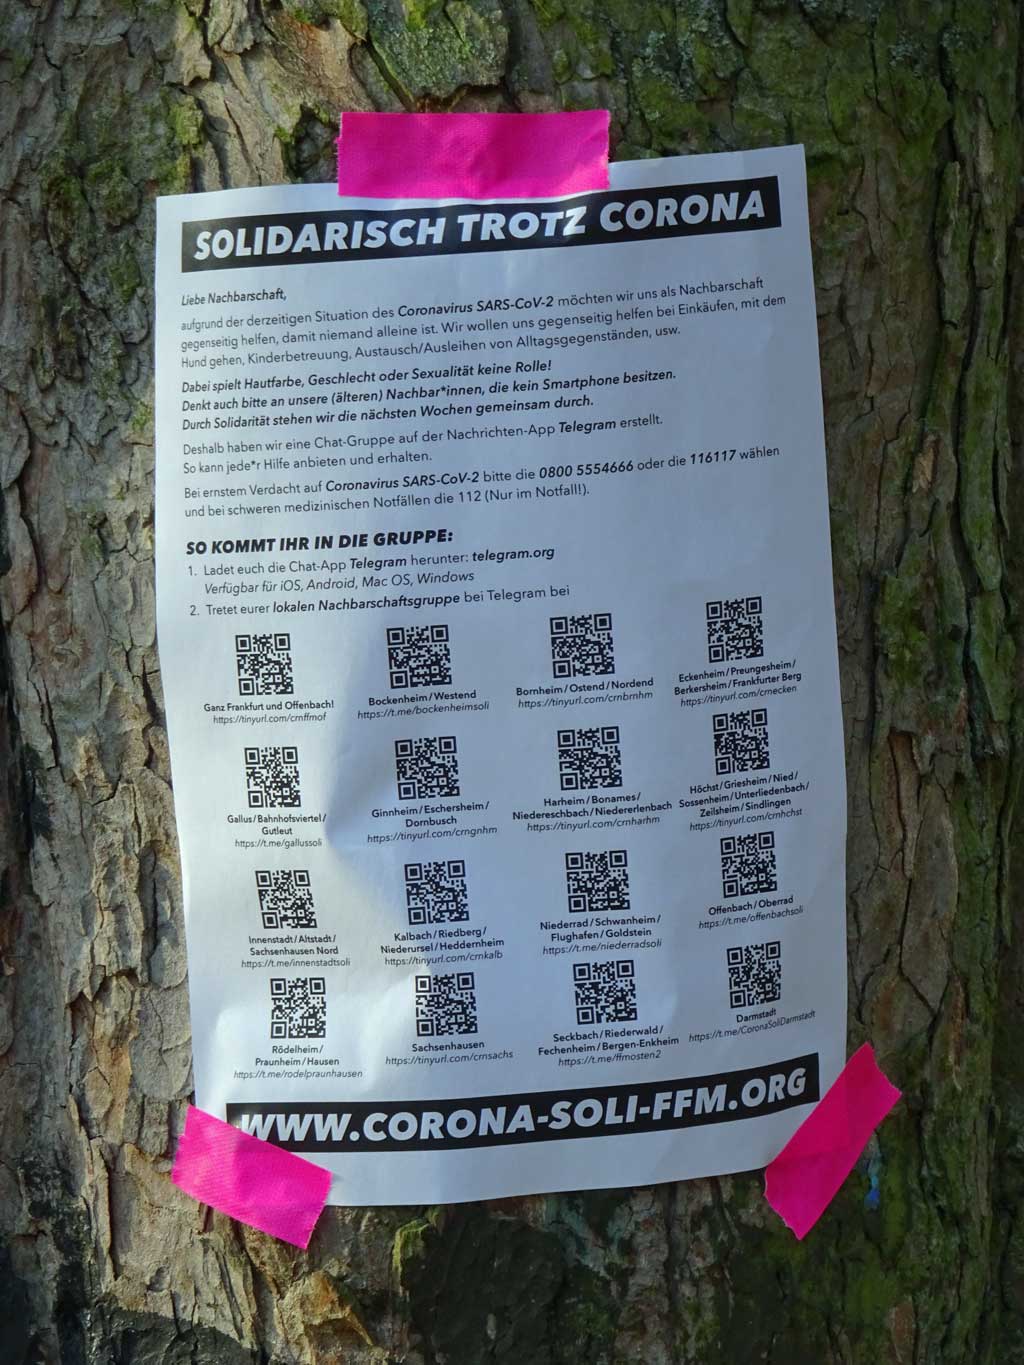 SOLIDARISCH TROTZ CORONA
Liebe Nachbarschaft,
aufgrund der derzeitigen Situation des Coronavirus SARS-CoV-2 möchten wir uns als Nachbarschaft
gegenseitig helfen, damit niemand alleine ist. Wir wollen uns gegenseitig helfen bei Einkäufen, mit dem
Hund gehen, Kinderbetreuung, Austausch/Ausleihen von Alltagsgegenständen, usw.
Dabei spielt Hautfarbe, Geschlecht oder Sexualität keine Rolle!
Denkt auch bitte an unsere (älteren) Nachbar*innen, die kein Smartphone besitzen.
Durch Solidarität stehen wir die nächsten Wochen gemeinsam durch.
Deshalb haben wir eine Chat-Gruppe auf der Nachrichten-App Telegram erstellt.
So kann jede*r Hilfe anbieten und erhalten.
Bei ernstem Verdacht auf Coronavirus SARS-CoV-2 bitte die 0800 5554666 oder die 116117 wählen
und bei schweren medizinischen Notfällen die 112 (Nur im Notfall!).
SO KOMMT IHR IN DIE GRUPPE:
1. Ladet euch die Chat-App Telegram herunter: telegram.org
Verfügbar für iOS, Android, Mac OS, Windows
2. Tretet eurer lokalen Nachbarschaftsgruppe bei Telegram bei
Ganz Frankfurt und Offenbach!
https://tinyurl.com/crnffmof
Bockenheim/Westend
https://t.me/bockenheimsoli
Bornheim/Ostend/Nordend
https://tinyurl.com/crnbrnhm
Eckenheim/Preungesheim/
Berkersheim/Frankfurter Berg
https://tinyurl.com/crnecken
Gallus/Bahnhofsviertel/
Gutleut
https://t.me/gallussoli
Ginnheim/Eschersheim/
Dornbusch
https://tinyurl.com/crngnhm
Harheim/Bonames/
Niedereschbach/Niedererlenbach
https://tinyurl.com/crnharhm
Höchst/Griesheim/Nied/
Sossenheim/Unterliedenbach/
Zeilsheim/Sindlingen
https://tinyurl.com/crnhchst
Innenstadt/Altstadt/
Sachsenhausen Nord
https://t.me/innenstadtsoli
Kalbach/Riedberg/
Niederursel/Heddernheim
https://tinyurl.com/crnkalb
Niederrad/Schwanheim/
Flughafen/Goldstein
https://t.me/niederradsoli
Offenbach/Oberrad
https://t.me/offenbachsoli
Rödelheim/
Praunheim/Hausen
https://t.me/rodelpraunhausen
Sachsenhausen
https://tinyurl.com/crnsachs
Seckbach/Riederwald/
Fechenheim/Bergen-Enkheim
https://t.me/ffmosten2
Darmstadt
https://t.me/CoronaSoliDarmstadt
WWW.CORONA-SOLI-FFM.ORG